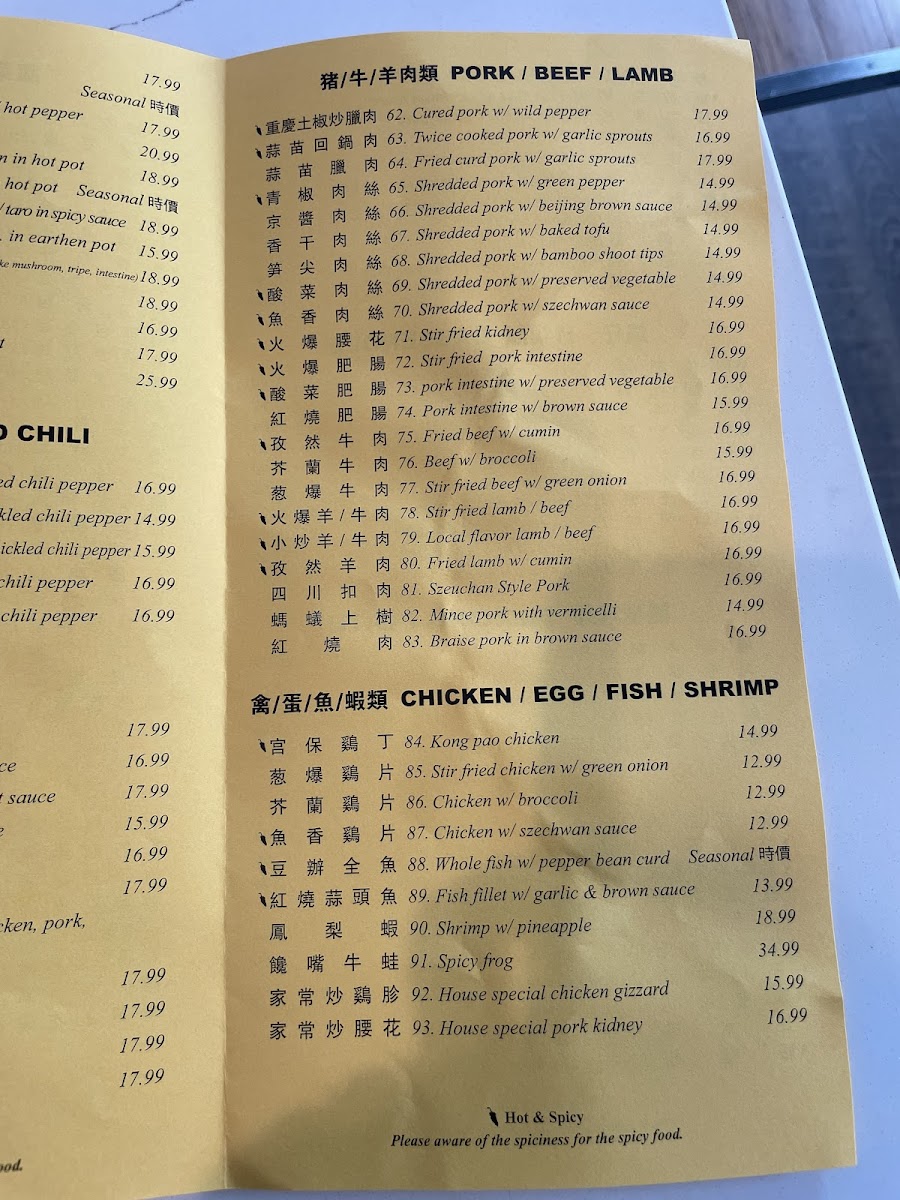 17.99
Seasonal 時價
hot pepper 17.99
20.99
n in hot pot 18.99
hot pot Seasonal 時價
/ taro in spicy sauce 18.99
. in earthen pot 15.99
ke mushroom, tripe, intestine) 18.99
18.99
16.99
t 17.99
25.99
CHILI
ed chili pepper 16.99
kled chili pepper 14.99
ickled chili pepper 15.99
chili pepper 16.99
chili pepper 16.99
17.99
ce 16.99
t sauce 17.99
e 15.99
16.99
17.99
cken, pork,
17.99
17.99
17.99
17.99
ood.
猪/牛/羊肉類 PORK / BEEF / LAMB
重慶土椒炒臘肉 62. Cured pork w/ wild pepper 17.99
蒜苗回鍋肉 63. Twice cooked pork w/ garlic sprouts 16.99
蒜苗臘肉 64. Fried curd pork w/ garlic sprouts 17.99
青椒肉絲 65. Shredded pork w/ green pepper 14.99
京醬肉絲 66. Shredded pork w/ beijing brown sauce 14.99
香干肉絲 67. Shredded pork w/ baked tofu 14.99
笋尖肉絲 68. Shredded pork w/ bamboo shoot tips 14.99
酸菜肉絲 69. Shredded pork w/ preserved vegetable 14.99
魚香肉絲 70. Shredded pork w/ szechwan sauce 14.99
火爆腰花 71. Stir fried kidney 16.99
火爆肥腸 72. Stir fried pork intestine 16.99
酸菜肥腸 73. pork intestine w/ preserved vegetable 16.99
紅燒肥腸 74. Pork intestine w/ brown sauce 15.99
孜然牛肉 75. Fried beef w/ cumin 16.99
芥蘭牛肉 76. Beef w/ broccoli 15.99
葱爆牛肉 77. Stir fried beef w/ green onion 16.99
火爆羊/牛肉 78. Stir fried lamb / beef 16.99
小炒羊/牛肉 79. Local flavor lamb / beef 16.99
孜然羊肉 80. Fried lamb w/ cumin 16.99
四川扣肉 81. Szeuchan Style Pork 16.99
螞蟻上樹 82. Mince pork with vermicelli 14.99
紅燒肉 83. Braise pork in brown sauce 16.99
禽/蛋/魚/蝦類 CHICKEN / EGG / FISH / SHRIMP
宫保鷄丁 84. Kong pao chicken 14.99
葱爆鷄片 85. Stir fried chicken w/ green onion 12.99
芥蘭鷄片 86. Chicken w/ broccoli 12.99
魚香鷄片 87. Chicken w/ szechwan sauce 12.99
豆辦全魚 88. Whole fish w/ pepper bean curd Seasonal 時價
紅燒蒜頭魚 89. Fish fillet w/ garlic & brown sauce 13.99
鳳梨蝦 90. Shrimp w/ pineapple 18.99
饞嘴牛蛙 91. Spicy frog 34.99
家常炒鷄胗 92. House special chicken gizzard 15.99
家常炒腰花 93. House special pork kidney 16.99
Hot & Spicy
Please aware of the spiciness for the spicy food.